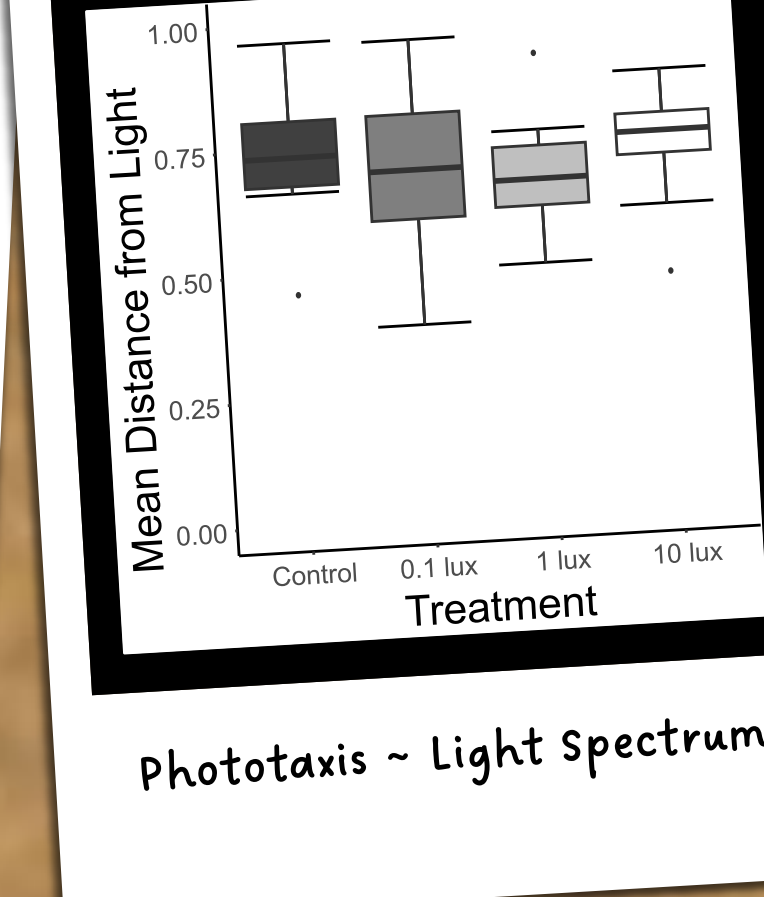 1.00
0.75
0.50
0.25
0.00
Mean Distance from Light
Control 0.1 lux 1 lux 10 lux
Treatment
Phototaxis ~ Light Spectrum